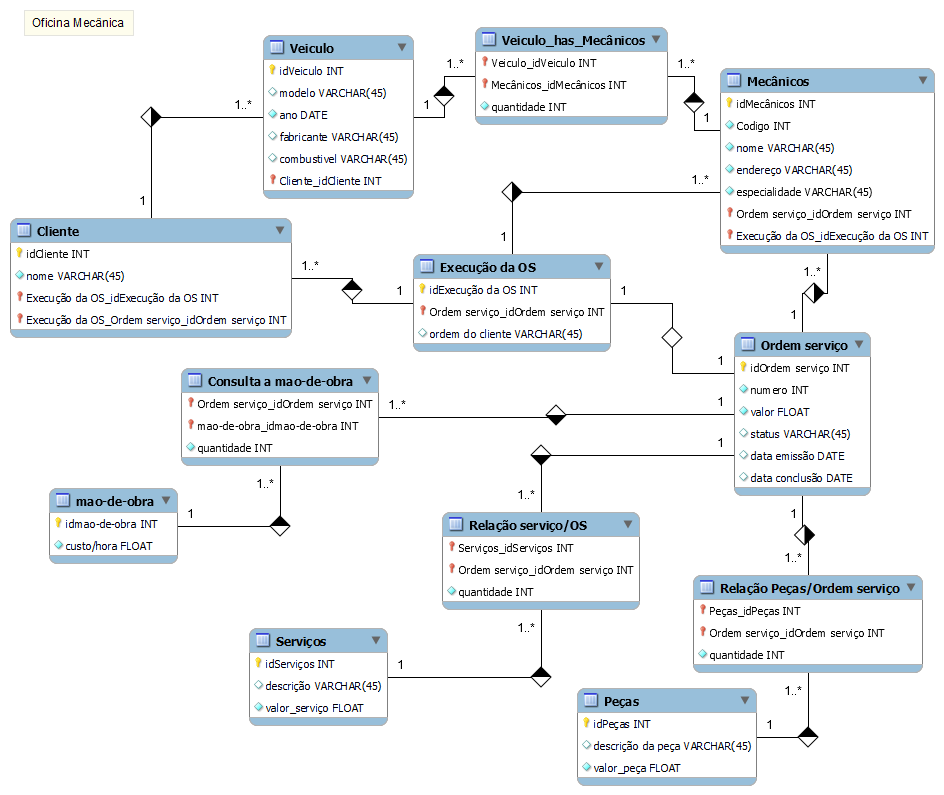 Oficina Mecânica
Veiculo
idVeiculo INT
modelo VARCHAR(45)
ano DATE
fabricante VARCHAR(45)
combustivel VARCHAR(45)
Cliente_idCliente INT
1..*
1
1
1..*
Veiculo_has_Mecânicos
Veiculo_idVeiculo INT
Mecânicos_idMecânicos INT
quantidade INT
1..*
1
Mecânicos
idMecânicos INT
Codigo INT
nome VARCHAR(45)
endereço VARCHAR(45)
especialidade VARCHAR(45)
Ordem serviço_idOrdem serviço INT
Execução da OS_idExecução da OS INT
1..*
1
1..*
1
Cliente
idCliente INT
nome VARCHAR(45)
Execução da OS_idExecução da OS INT
Execução da OS_Ordem serviço_idOrdem serviço INT
1..*
1
Execução da OS
idExecução da OS INT
Ordem serviço_idOrdem serviço INT
ordem do cliente VARCHAR(45)
1
1
Ordem serviço
idOrdem serviço INT
numero INT
valor FLOAT
status VARCHAR(45)
data emissão DATE
data conclusão DATE
1
1
1
Consulta a mao-de-obra
Ordem serviço_idOrdem serviço INT
mao-de-obra_idmao-de-obra INT
quantidade INT
1..*
1..*
mao-de-obra
idmao-de-obra INT
custo/hora FLOAT
1
1..*
Relação serviço/OS
Serviços_idServiços INT
Ordem serviço_idOrdem serviço INT
quantidade INT
1..*
Serviços
idServiços INT
descrição VARCHAR(45)
valor_serviço FLOAT
1
1..*
Relação Peças/Ordem serviço
Peças_idPeças INT
Ordem serviço_idOrdem serviço INT
quantidade INT
1..*
Peças
idPeças INT
descrição da peça VARCHAR(45)
valor_peça FLOAT
1